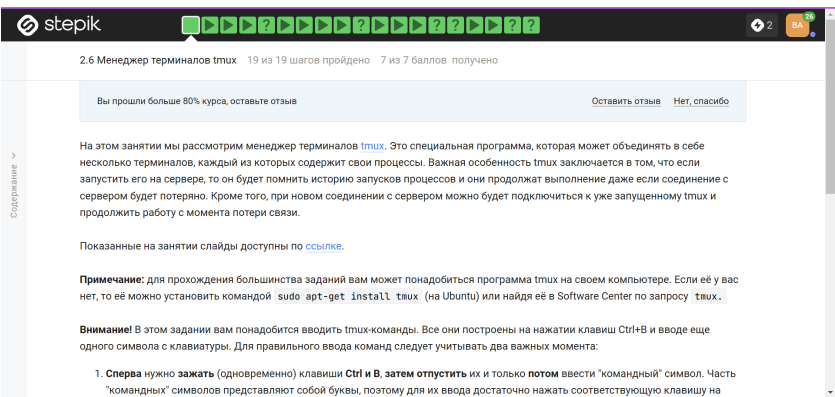 stepik
2
BA
26
2.6 Менеджер терминалов tmux 19 из 19 шагов пройдено 7 из 7 баллов получено
Вы прошли больше 80% курса, оставьте отзыв Оставить отзыв Нет, спасибо
Содержание
На этом занятии мы рассмотрим менеджер терминалов tmux. Это специальная программа, которая может объединять в себе
несколько терминалов, каждый из которых содержит свои процессы. Важная особенность tmux заключается в том, что если
запустить его на сервере, то он будет помнить историю запусков процессов и они продолжат выполнение даже если соединение с
сервером будет потеряно. Кроме того, при новом соединении с сервером можно будет подключиться к уже запущенному tmux и
продолжить работу с момента потери связи.
Показанные на занятии слайды доступны по ссылке.
Примечание: для прохождения большинства заданий вам может понадобиться программа tmux на своем компьютере. Если её у вас
нет, то её можно установить командой sudo apt-get install tmux (на Ubuntu) или найдя её в Software Center по запросу tmux.
Внимание! В этом задании вам понадобится вводить tmux-команды. Все они построены на нажатии клавиш Ctrl+B и вводе еще
одного символа с клавиатуры. Для правильного ввода команд следует учитывать два важных момента:
1. Сперва нужно зажать (одновременно) клавиши Ctrl и B, затем отпустить их и только потом ввести "командный" символ. Часть
"командных" символов представляют собой буквы, поэтому для их ввода достаточно нажать соответствующую клавишу на